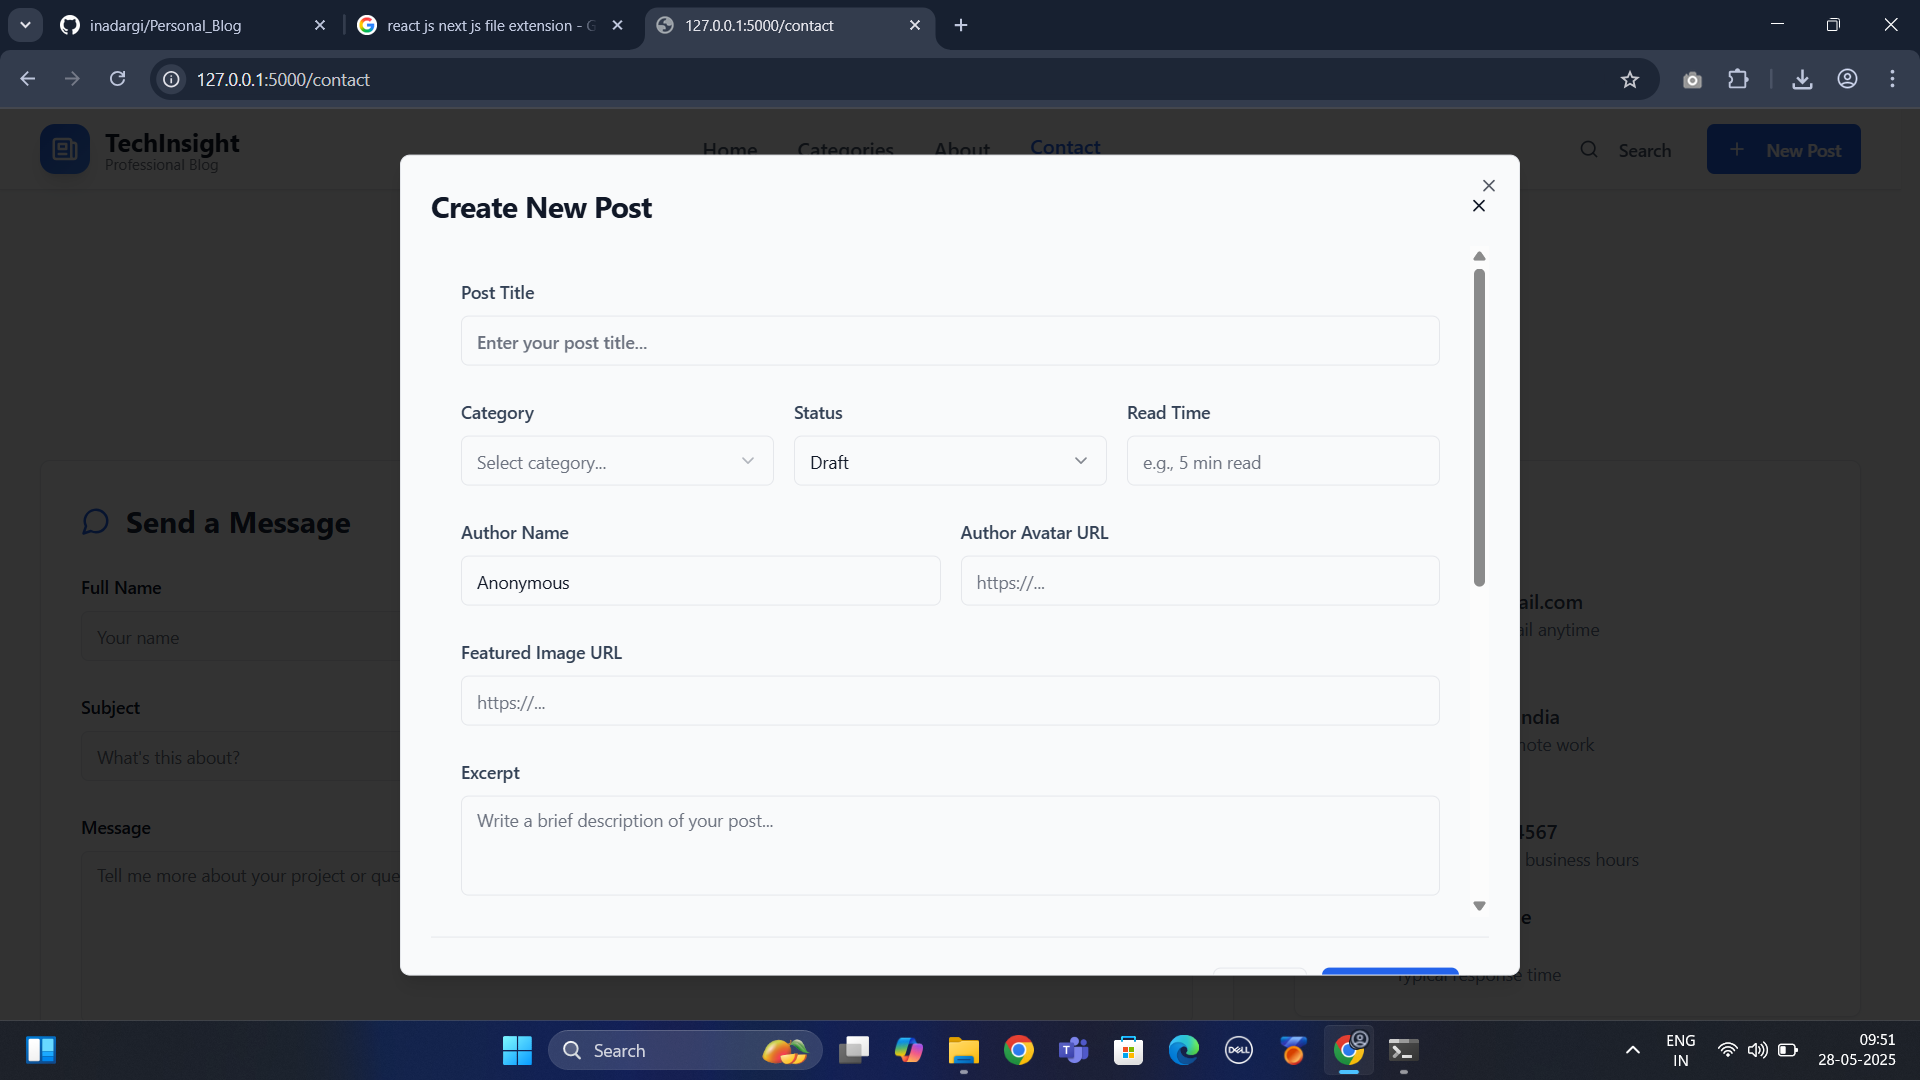 inadargi/Personal_Blog
react js next js file extension - G
127.0.0.1:5000/contact
127.0.0.1:5000/contact
TechInsight
Professional Blog
Home
Categories
About
Contact
Search
New Post
Create New Post
Post Title
Enter your post title...
Category
Status
Read Time
Select category...
Draft
e.g., 5 min read
Author Name
Author Avatar URL
Anonymous
https://...
Featured Image URL
https://...
Excerpt
Write a brief description of your post...
Send a Message
Full Name
Your name
Subject
What's this about?
Message
Tell me more about your project or que
ail.com
ail anytime
ndia
note work
4567
business hours
e
Typical response time
Search
DELL
ENG
IN
09:51
28-05-2025